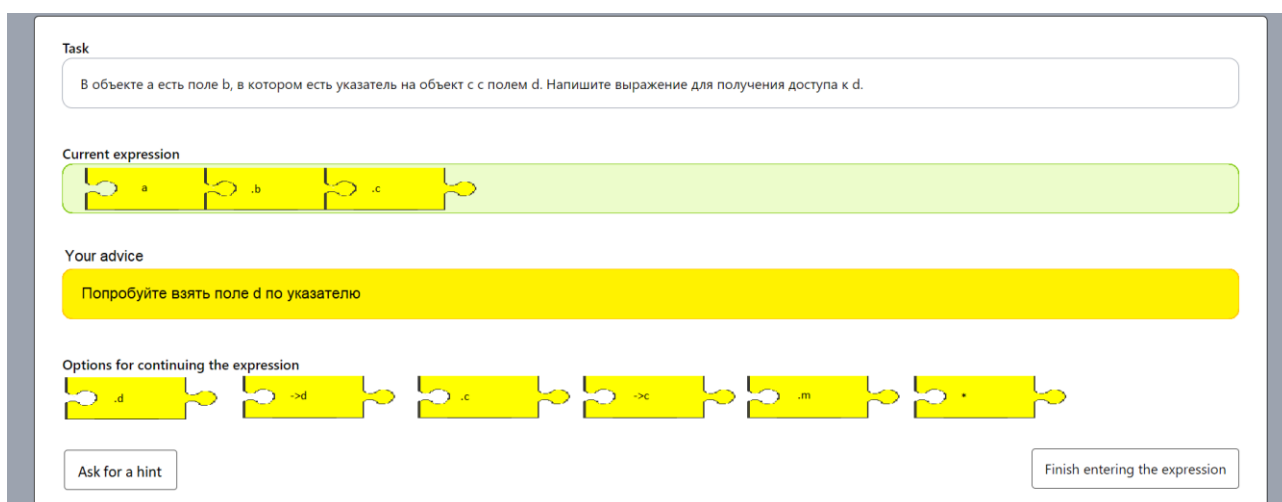 Task
В объекте a есть поле b, в котором есть указатель на объект c с полем d. Напишите выражение для получения доступа к d.
Current expression
a .b .c
Your advice
Попробуйте взять поле d по указателю
Options for continuing the expression
.d ->d .c ->c .m *
Ask for a hint
Finish entering the expression